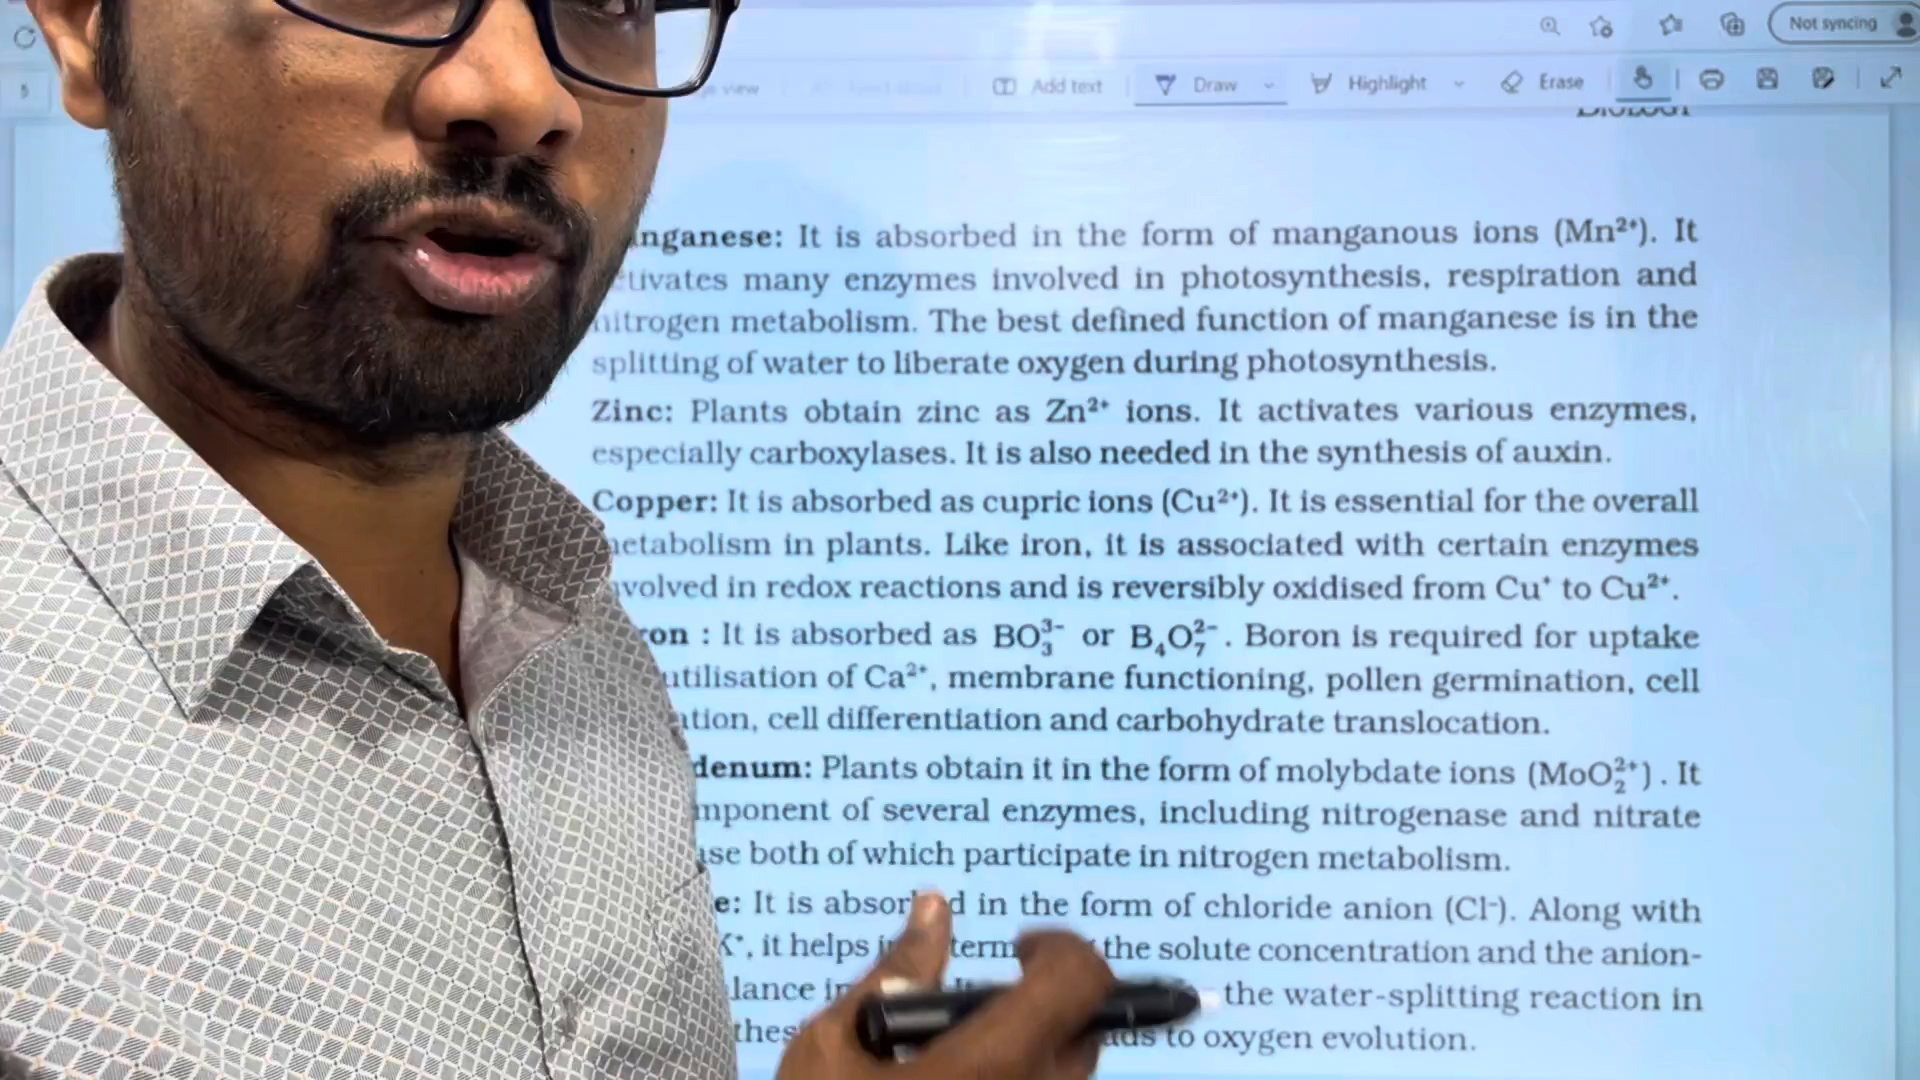 Not syncing
5
view
Add text
Draw
Highlight
Erase
BIOLOGY
nganese: It is absorbed in the form of manganous ions (Mn²⁺). It
tivates many enzymes involved in photosynthesis, respiration and
nitrogen metabolism. The best defined function of manganese is in the
splitting of water to liberate oxygen during photosynthesis.
Zinc: Plants obtain zinc as Zn²⁺ ions. It activates various enzymes,
especially carboxylases. It is also needed in the synthesis of auxin.
Copper: It is absorbed as cupric ions (Cu²⁺). It is essential for the overall
etabolism in plants. Like iron, it is associated with certain enzymes
volved in redox reactions and is reversibly oxidised from Cu⁺ to Cu²⁺.
on : It is absorbed as BO₃³⁻ or B₄O₇²⁻. Boron is required for uptake
utilisation of Ca²⁺, membrane functioning, pollen germination, cell
ation, cell differentiation and carbohydrate translocation.
denum: Plants obtain it in the form of molybdate ions (MoO₂²⁺). It
mponent of several enzymes, including nitrogenase and nitrate
ase both of which participate in nitrogen metabolism.
e: It is absor d in the form of chloride anion (Cl⁻). Along with
K⁺, it helps term the solute concentration and the anion-
lance the water-splitting reaction in
thes ads to oxygen evolution.